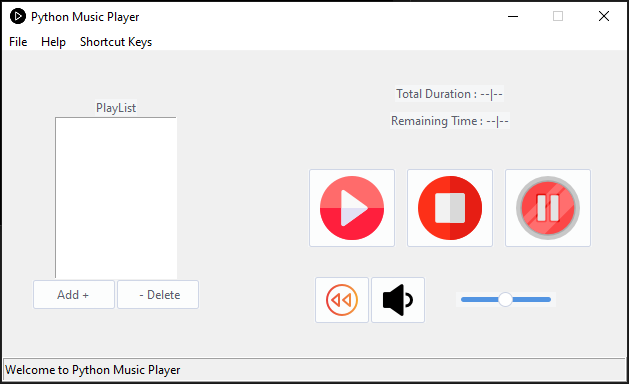 Python Music Player
File Help Shortcut Keys
Total Duration : --|--
PlayList
Remaining Time : --|--
Add + - Delete
Welcome to Python Music Player